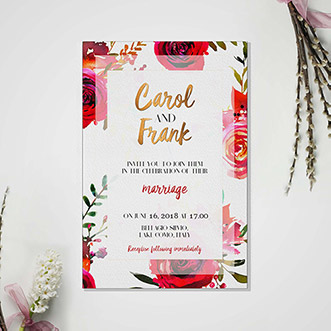 Carol
AND
Frank
INVITE YOU TO JOIN THEM
IN THE CELEBRATION OF THEIR
marriage
ON JUNE 16, 2018 AT 17.00
BELLAGIO SILVIO,
LAKE COMO, ITALY
Reception following immediately